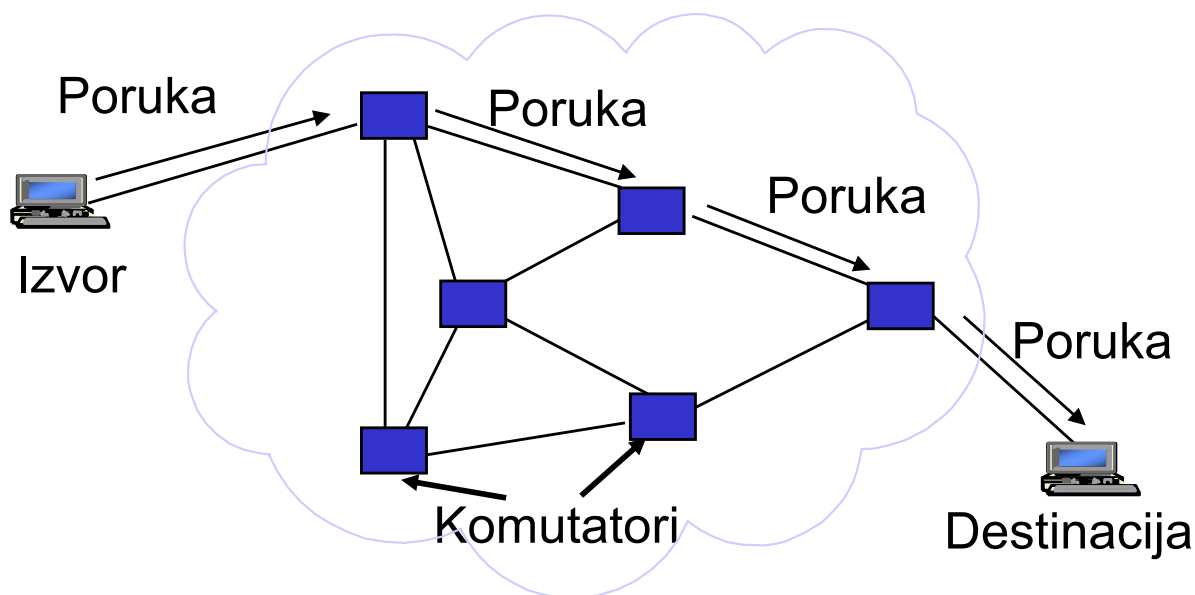 Poruka
Poruka
Poruka
Izvor
Poruka
Komutatori
Destinacija